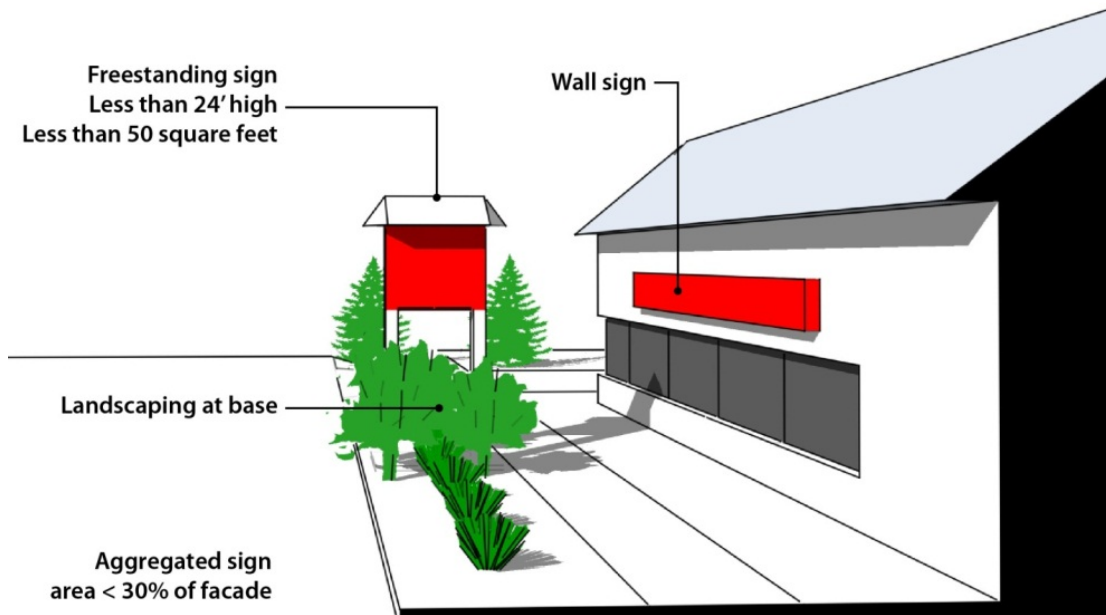 Freestanding sign
Less than 24’ high
Less than 50 square feet
Wall sign
Landscaping at base
Aggregated sign
area < 30% of facade